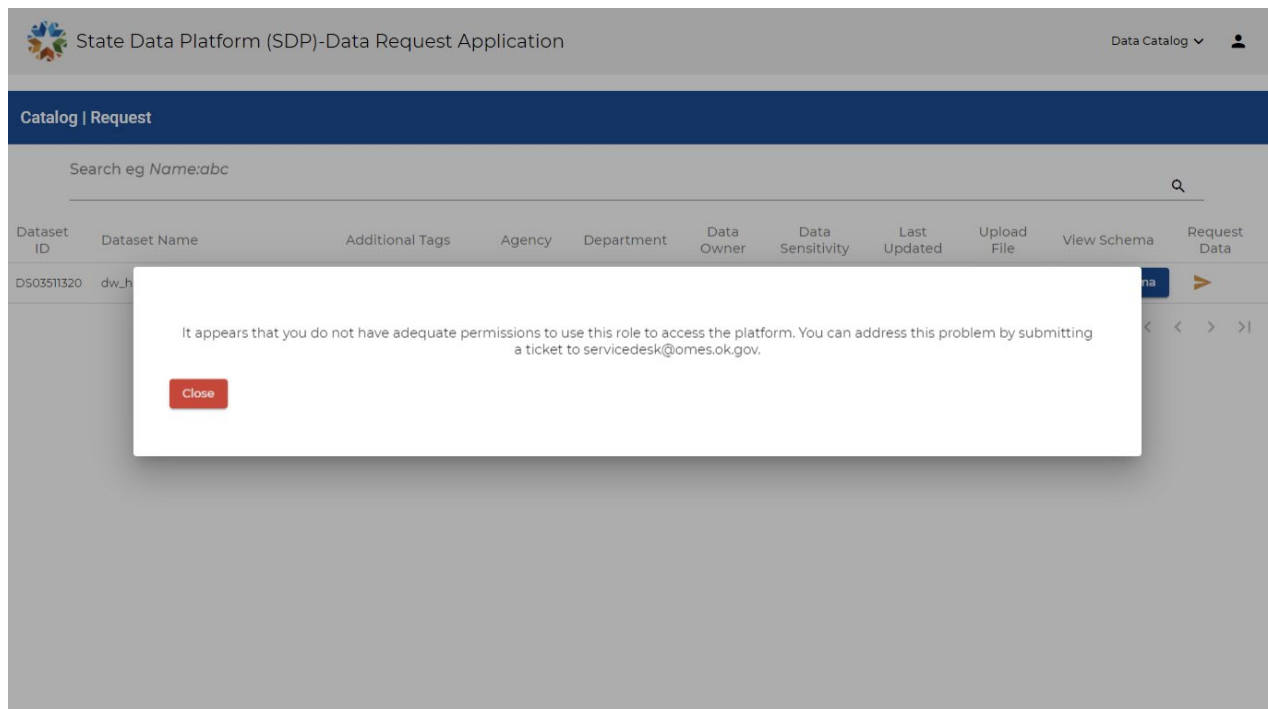 State Data Platform (SDP)-Data Request Application
Data Catalog
Catalog | Request
Search eg Name:abc
Dataset ID
Dataset Name
Additional Tags
Agency
Department
Data Owner
Data Sensitivity
Last Updated
Upload File
View Schema
Request Data
DS03511320
dw_h
na
It appears that you do not have adequate permissions to use this role to access the platform. You can address this problem by submitting
a ticket to servicedesk@omes.ok.gov.
Close